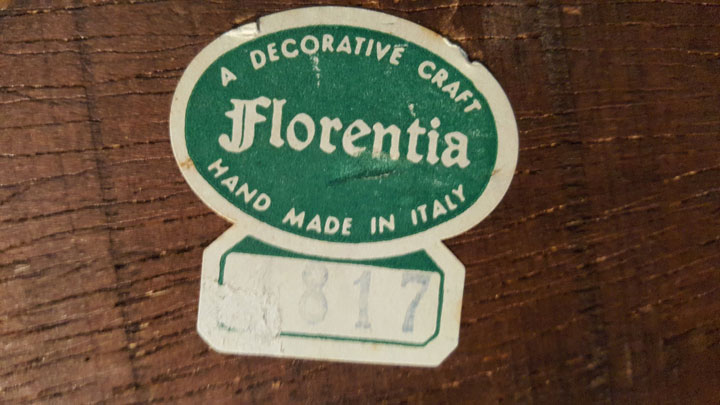 A DECORATIVE CRAFT
Florentia
HAND MADE IN ITALY
817